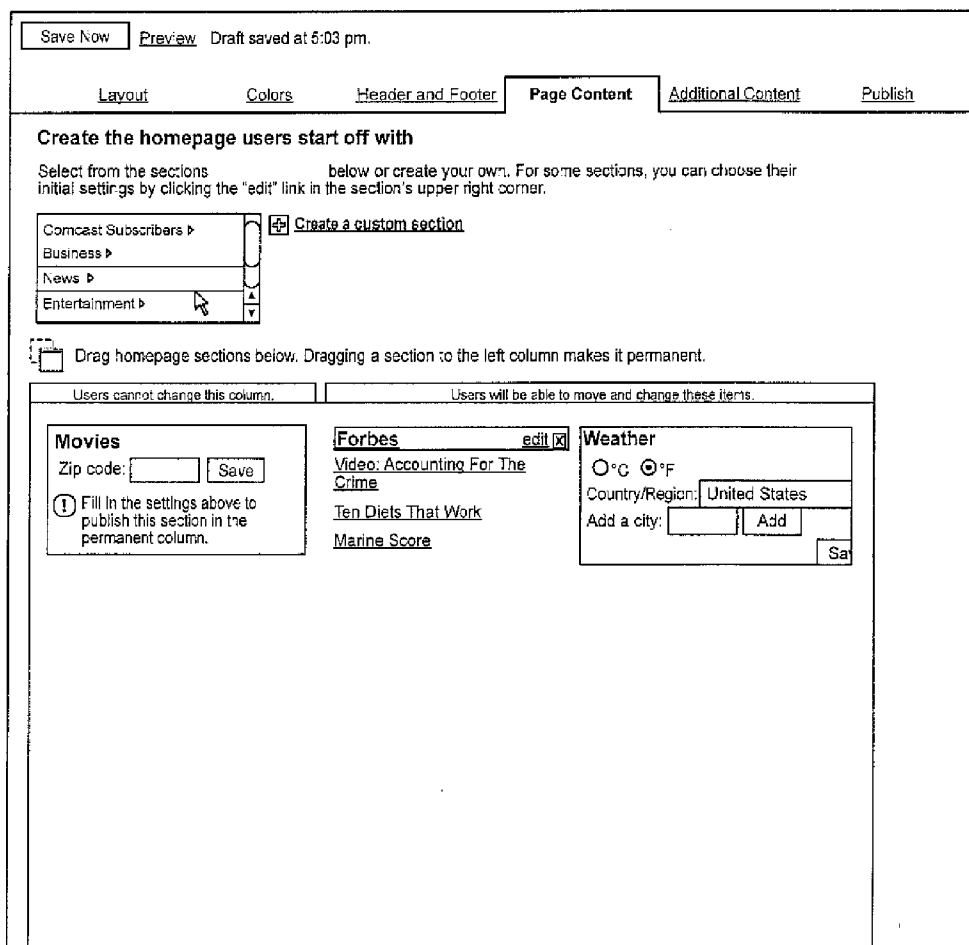 Save Now Preview Draft saved at 5:03 pm.
Layout Colors Header and Footer Page Content Additional Content Publish
Create the homepage users start off with
Select from the sections below or create your own. For some sections, you can choose their
initial settings by clicking the "edit" link in the section's upper right corner.
Comcast Subscribers
Create a custom section
Business
News
Entertainment
Drag homepage sections below. Dragging a section to the left column makes it permanent.
Users cannot change this column. Users will be able to move and change these items.
Movies
Zip code: Save
Fill in the settings above to
publish this section in the
permanent column.
Forbes edit
Video: Accounting For The
Crime
Ten Diets That Work
Marine Score
Weather
°C °F
Country/Region: United States
Add a city: Add
Sav